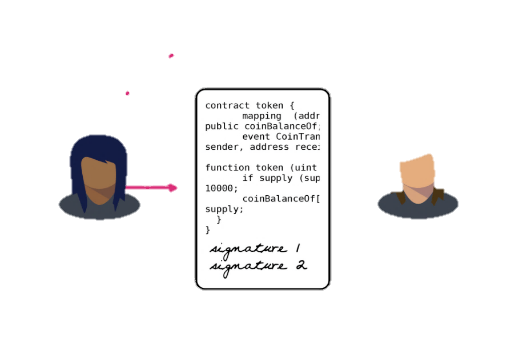 contract token {
mapping (addr
public coinBalanceOf;
event CoinTran
sender, address recei
function token (uint
if supply (sup
10000;
coinBalanceOf[
supply;
}
}
signature 1
signature 2